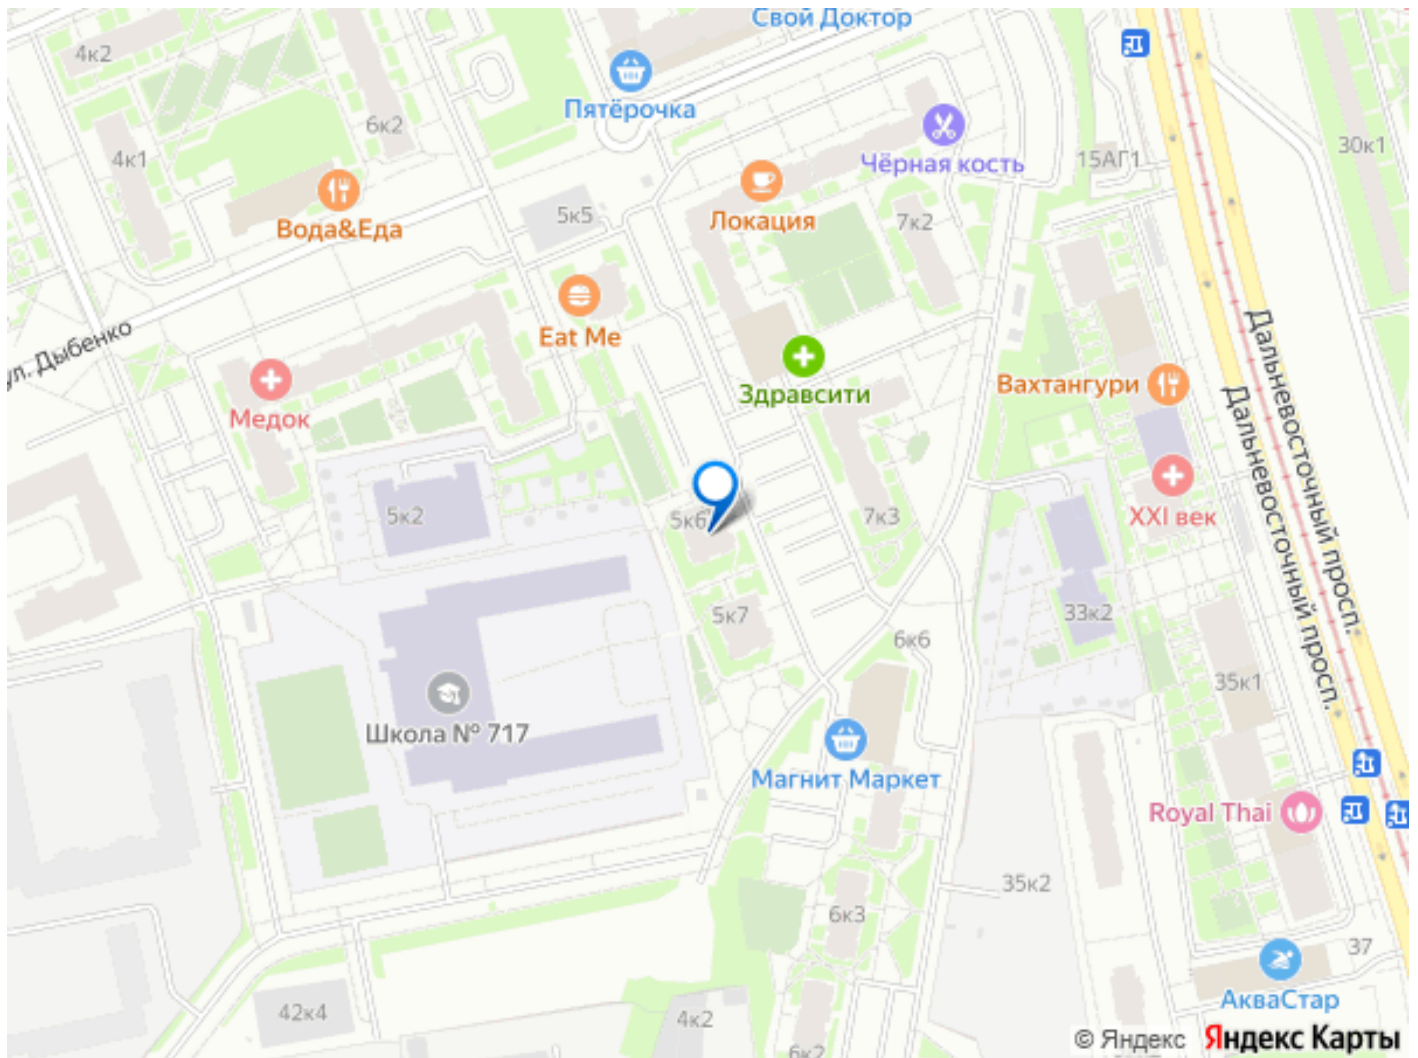 Свой Доктор
4к2
Пятёрочка
6к2
4к1
Чёрная кость
15АГ1
30к1
Вода&Еда
5к5
Локация
7к2
ул. Дыбенко
Eat Me
Дальневосточный просп.
Дальневосточный просп.
Медок
Здравсити
Вахтангури
5к2
5к6
7к3
XXI век
5к7
33к2
6к6
35к1
Школа № 717
Магнит Маркет
Royal Thai
35к2
6к3
37
АкваСтар
42к4
4к2
6к2
© Яндекс Яндекс Карты